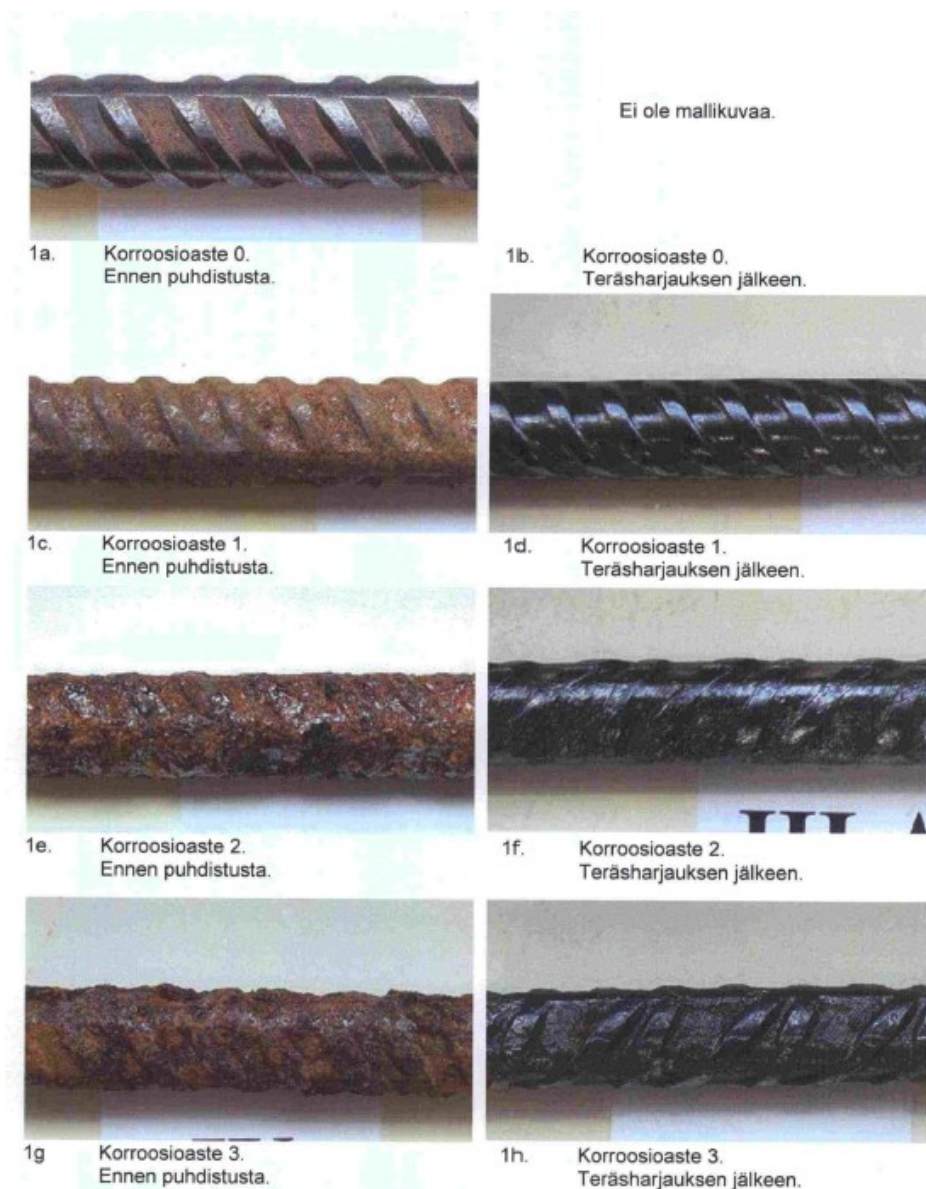 Ei ole mallikuvaa.
1a. Korroosioaste 0.
Ennen puhdistusta.
1b. Korroosioaste 0.
Teräsharjauksen jälkeen.
1c. Korroosioaste 1.
Ennen puhdistusta.
1d. Korroosioaste 1.
Teräsharjauksen jälkeen.
1e. Korroosioaste 2.
Ennen puhdistusta.
1f. Korroosioaste 2.
Teräsharjauksen jälkeen.
1g Korroosioaste 3.
Ennen puhdistusta.
1h. Korroosioaste 3.
Teräsharjauksen jälkeen.